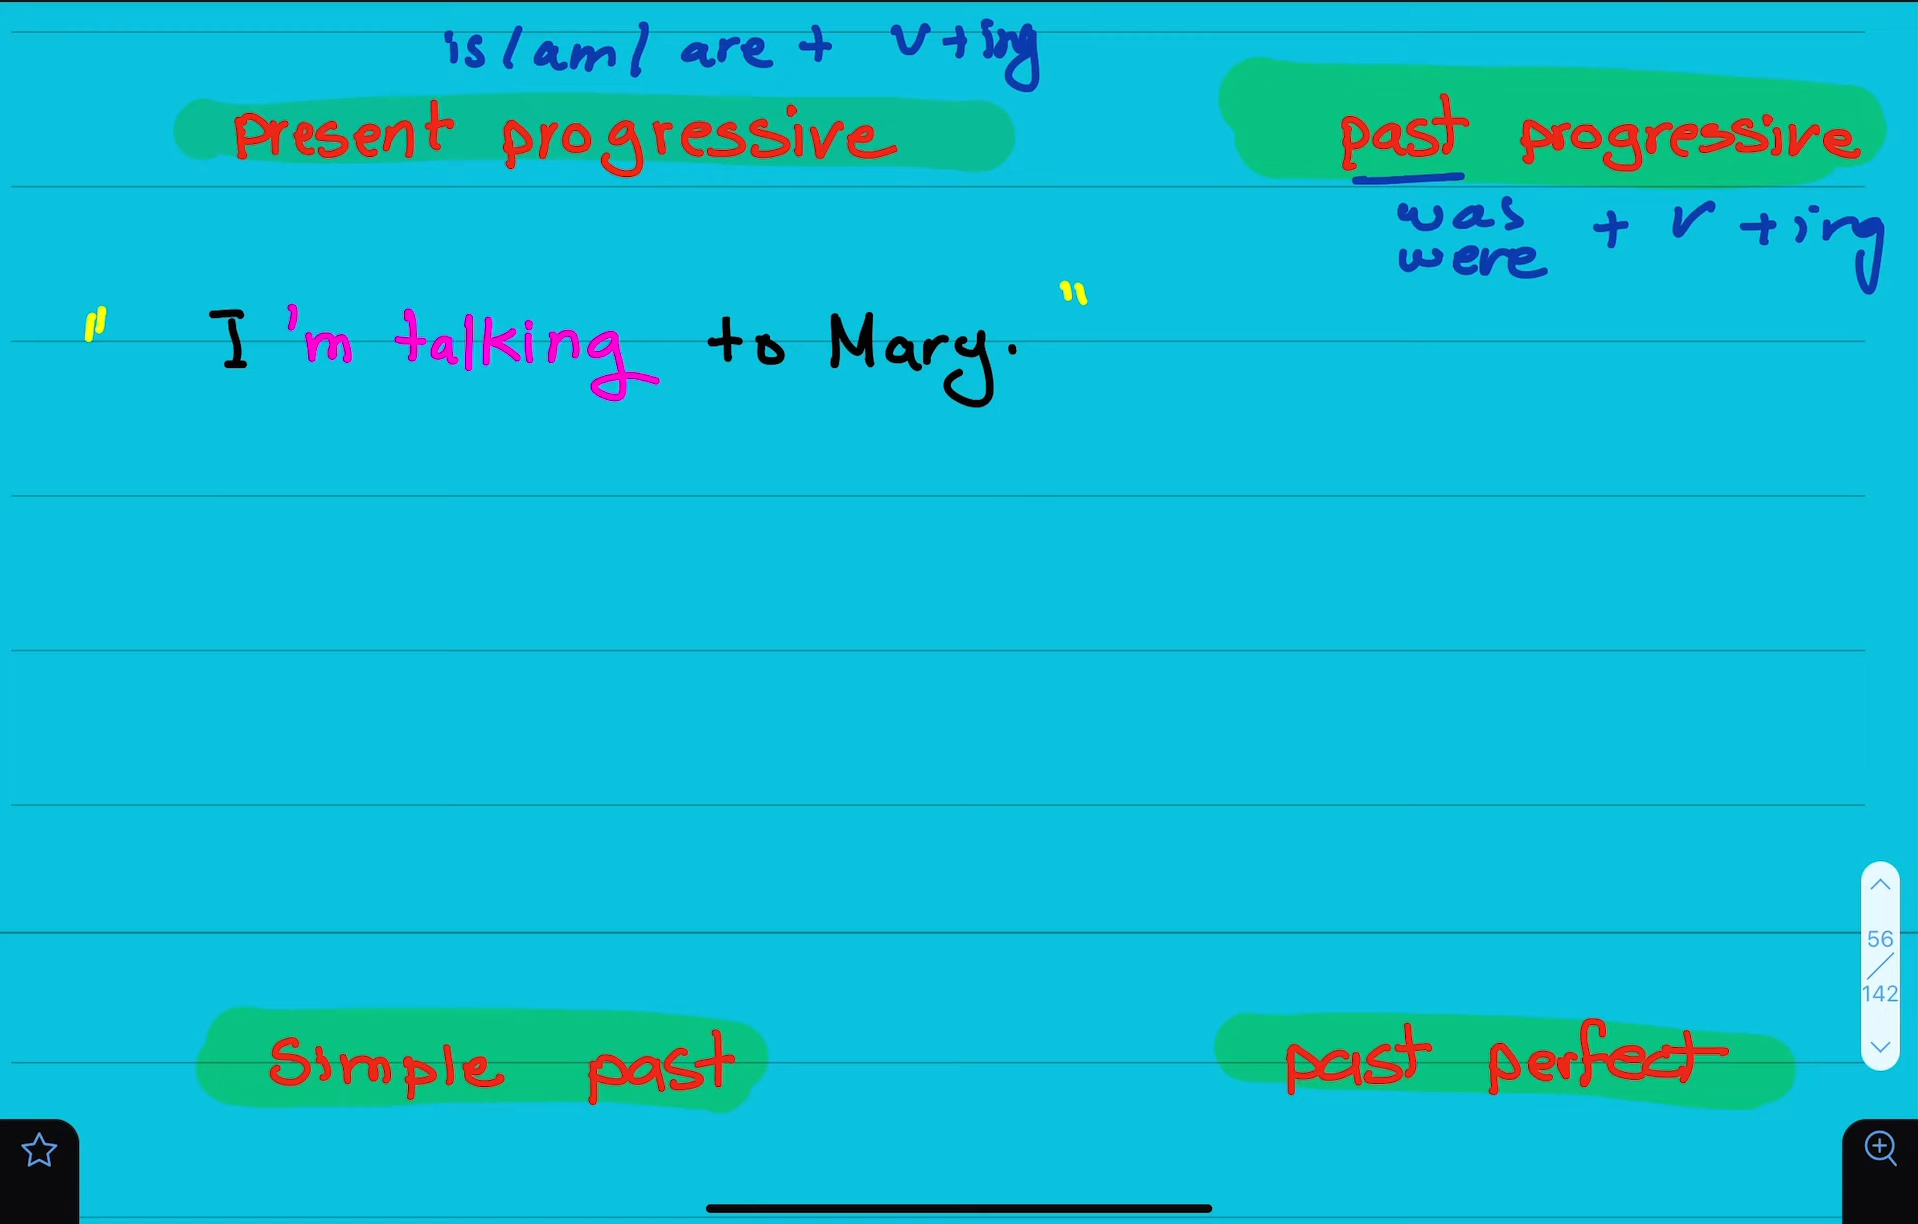 is/am/are + v+ing
Present progressive
past progressive
was
were + v +ing
" I'm talking to Mary. "
56
142
Simple past
past perfect